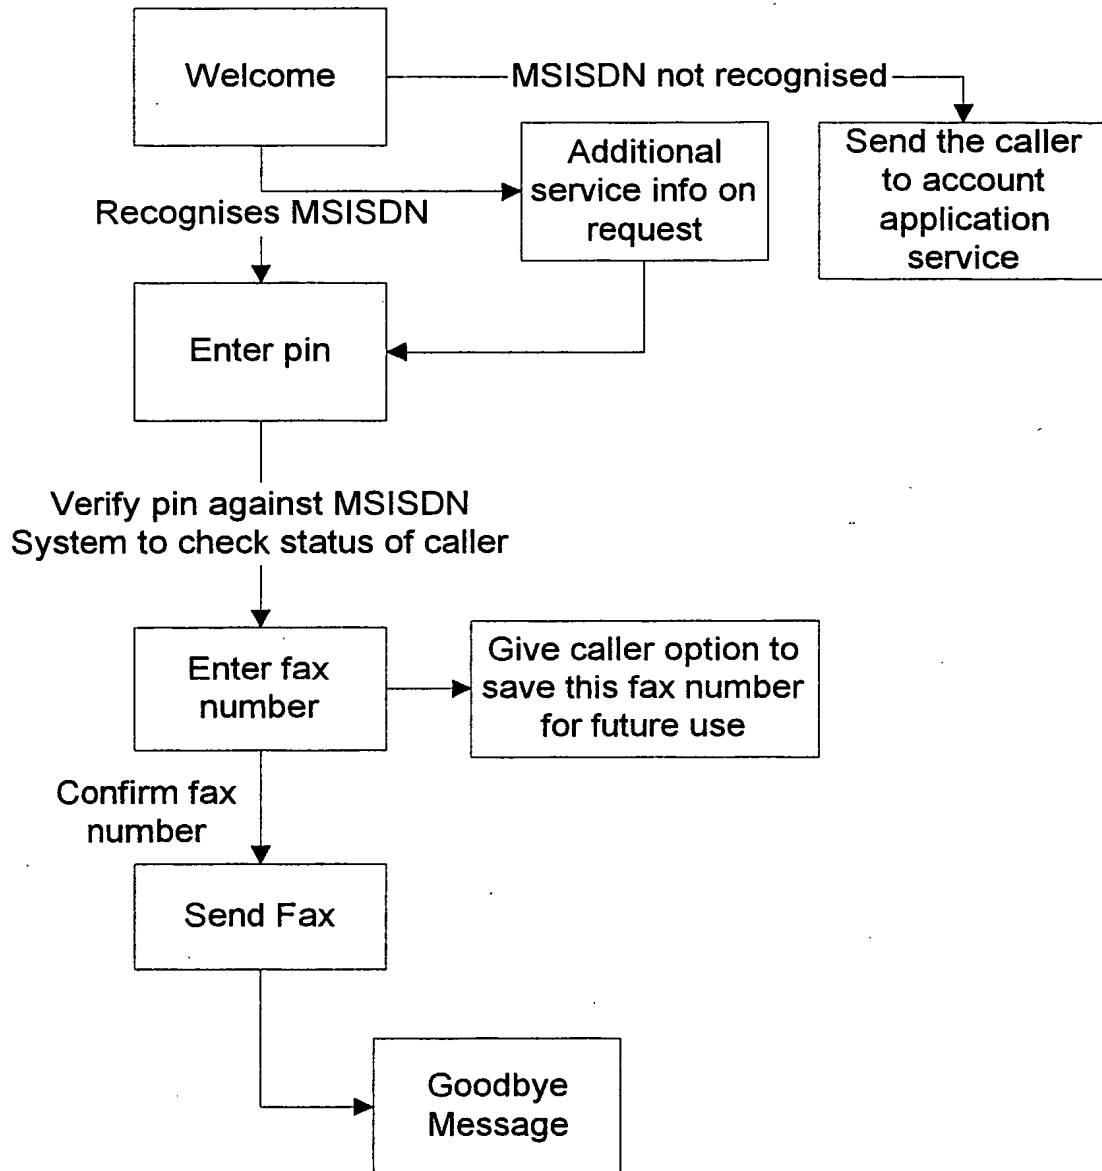 Welcome
MSISDN not recognised
Additional
service info on
request
Send the caller
to account
application
service
Recognises MSISDN
Enter pin
Verify pin against MSISDN
System to check status of caller
Enter fax
number
Give caller option to
save this fax number
for future use
Confirm fax
number
Send Fax
Goodbye
Message